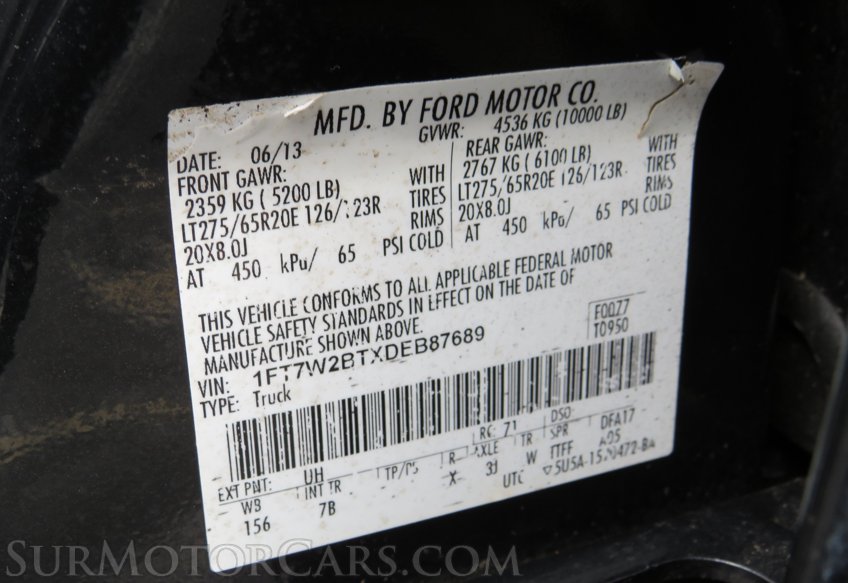 MFD. BY FORD MOTOR CO.
DATE: 06/13 GVWR: 4536 KG (10000 LB)
FRONT GAWR: REAR GAWR:
2359 KG ( 5200 LB) WITH 2767 KG ( 6100 LB) WITH
LT275/65R20E 126/123R TIRES LT275/65R20E 126/123R TIRES
20X8.0J RIMS 20X8.0J RIMS
AT 450 kPa/ 65 PSI COLD AT 450 kPa/ 65 PSI COLD
THIS VEHICLE CONFORMS TO ALL APPLICABLE FEDERAL MOTOR
VEHICLE SAFETY STANDARDS IN EFFECT ON THE DATE OF
MANUFACTURE SHOWN ABOVE.
F0077
T0950
VIN: 1FT7W2BTXDEB87689
TYPE: Truck
EXT PNT: UH RC: 71 DSO:
WB INT TR TP/PS R AXLE TR SPR DFA17
156 7B X 3J W TTFF A05
UTC
SURMOTORCARS.COM